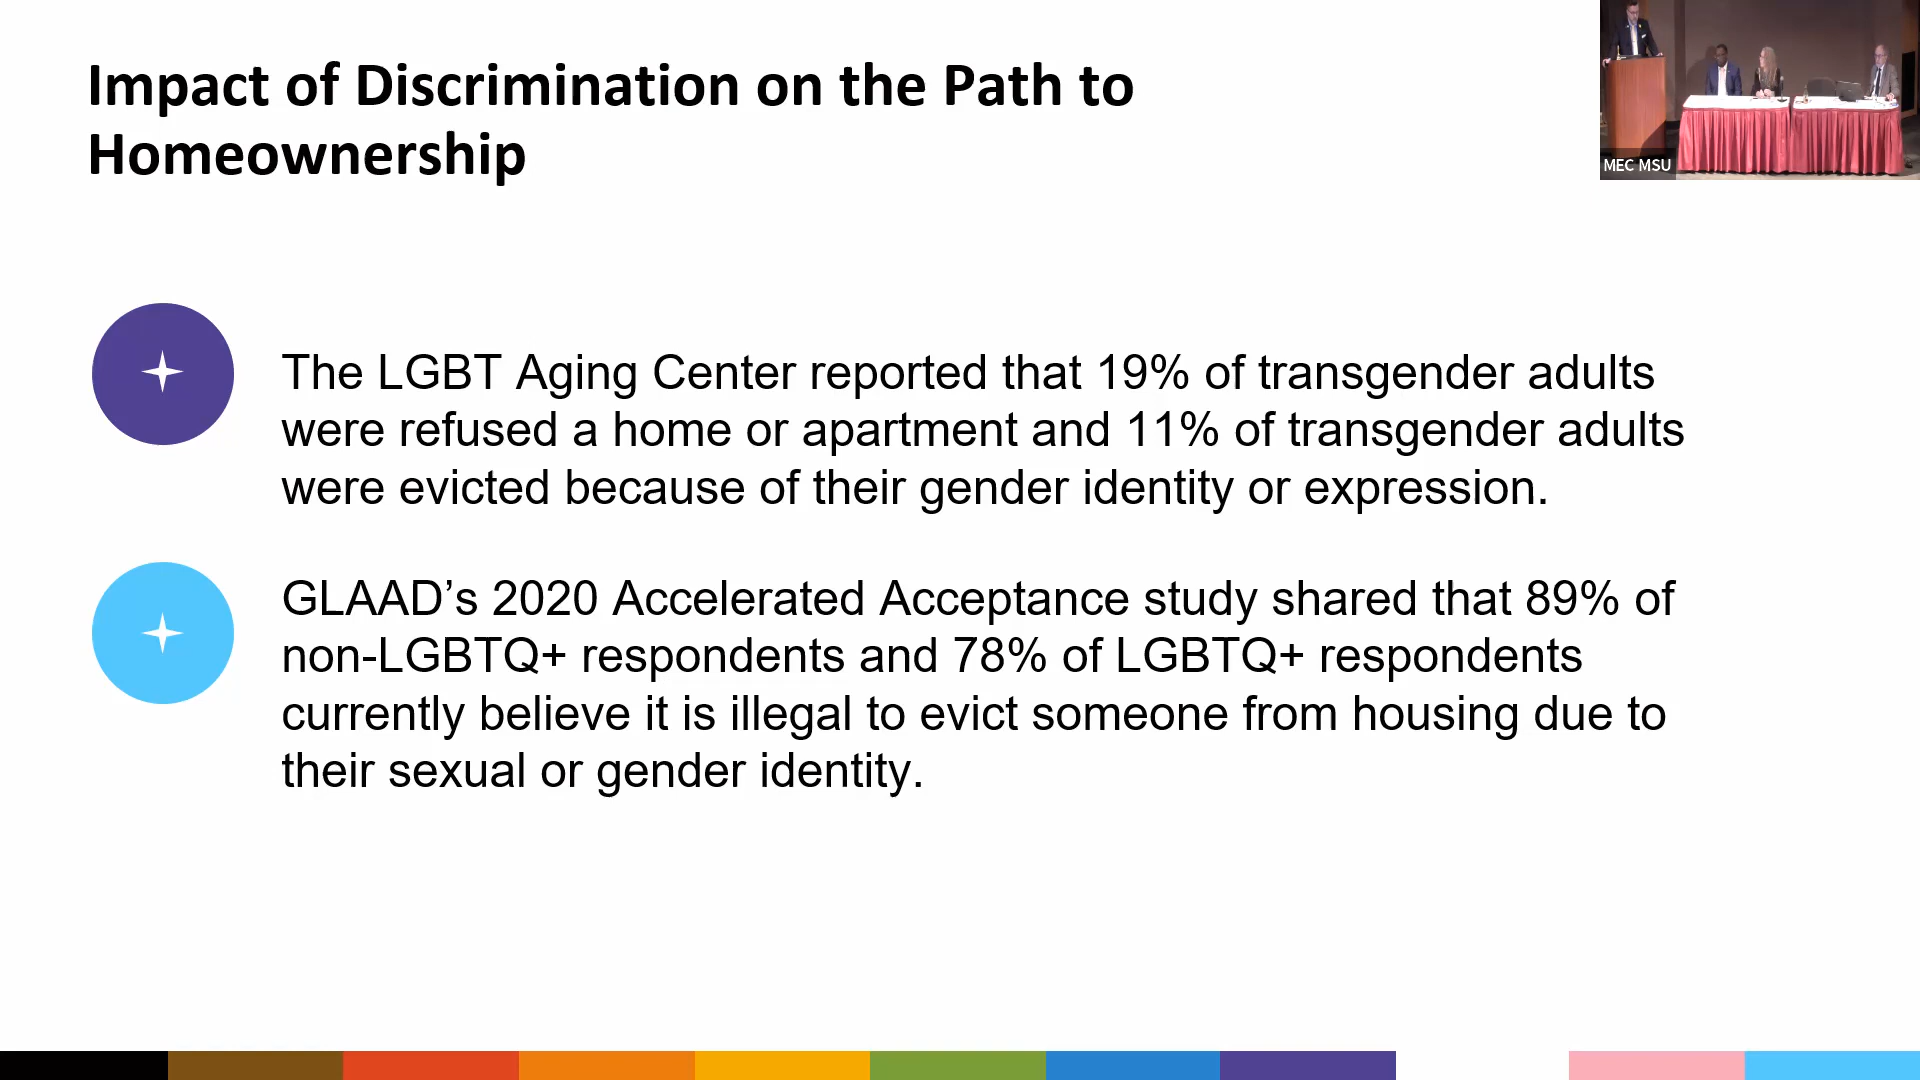 Impact of Discrimination on the Path to
Homeownership
MEC MSU
The LGBT Aging Center reported that 19% of transgender adults
were refused a home or apartment and 11% of transgender adults
were evicted because of their gender identity or expression.
GLAAD’s 2020 Accelerated Acceptance study shared that 89% of
non-LGBTQ+ respondents and 78% of LGBTQ+ respondents
currently believe it is illegal to evict someone from housing due to
their sexual or gender identity.